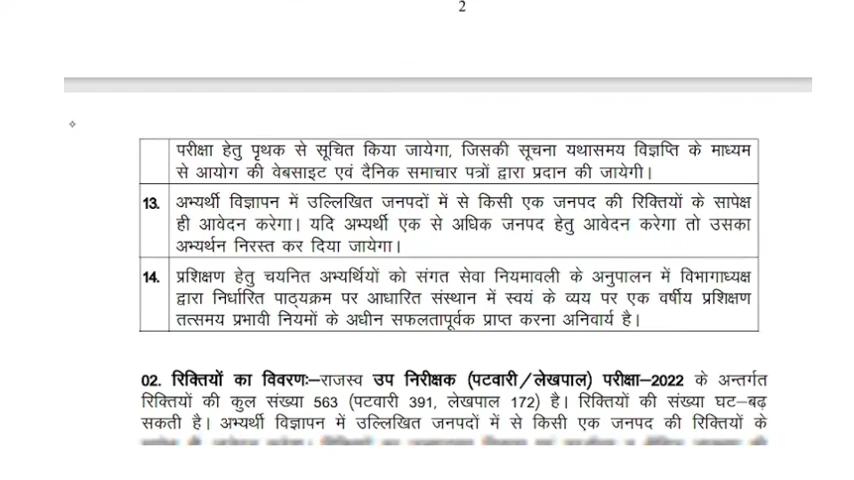 2
परीक्षा हेतु पृथक से सूचित किया जायेगा, जिसकी सूचना यथासमय विज्ञप्ति के माध्यम
से आयोग की वेबसाइट एवं दैनिक समाचार पत्रों द्वारा प्रदान की जायेगी।
13. अभ्यर्थी विज्ञापन में उल्लिखित जनपदों में से किसी एक जनपद की रिक्तियों के सापेक्ष
ही आवेदन करेगा। यदि अभ्यर्थी एक से अधिक जनपद हेतु आवेदन करेगा तो उसका
अभ्यर्थन निरस्त कर दिया जायेगा।
14. प्रशिक्षण हेतु चयनित अभ्यर्थियों को संगत सेवा नियमावली के अनुपालन में विभागाध्यक्ष
द्वारा निर्धारित पाठ्यक्रम पर आधारित संस्थान में स्वयं के व्यय पर एक वर्षीय प्रशिक्षण
तत्समय प्रभावी नियमों के अधीन सफलतापूर्वक प्राप्त करना अनिवार्य है।
02. रिक्तियों का विवरणः–राजस्व उप निरीक्षक (पटवारी/लेखपाल) परीक्षा–2022 के अन्तर्गत
रिक्तियों की कुल संख्या 563 (पटवारी 391, लेखपाल 172) है। रिक्तियों की संख्या घट–बढ़
सकती है। अभ्यर्थी विज्ञापन में उल्लिखित जनपदों में से किसी एक जनपद की रिक्तियों के